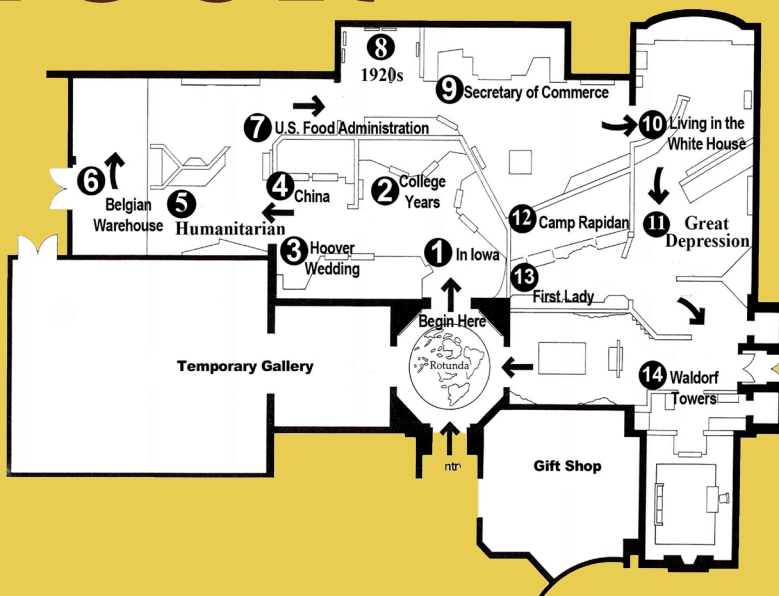 8
1920s
9 Secretary of Commerce
7 U.S. Food Administration
10 Living in the
White House
6
Belgian
Warehouse
5
Humanitarian
4
China
2 College
Years
12 Camp Rapidan
11 Great
Depression
3 Hoover
Wedding
1 In Iowa
13
First Lady
Begin Here
Rotunda
Temporary Gallery
14 Waldorf
Towers
ntr
Gift Shop